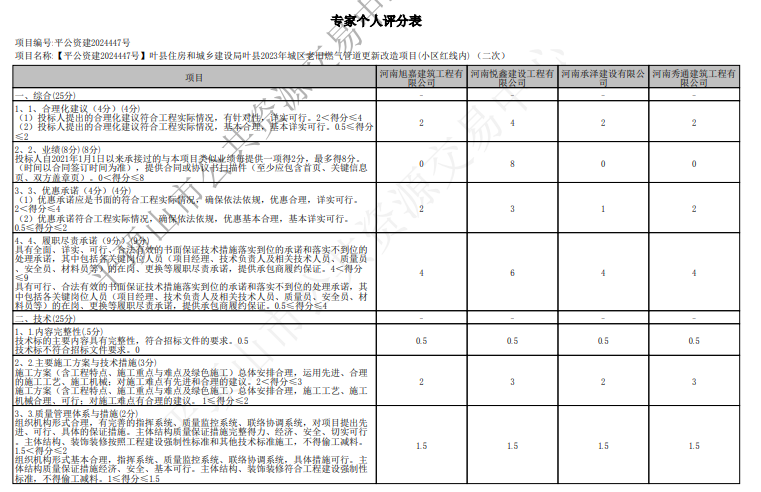 专家个人评分表
项目编号:平公资建2024447号
项目名称:【平公资建2024447号】叶县住房和城乡建设局叶县2023年城区老旧燃气管道更新改造项目(小区红线内)（二次）
项目 河南旭嘉建筑工程有限公司 河南悦鑫建设工程有限公司 河南承泽建设有限公司 河南秀通建筑工程有限公司
一、综合(25分) - - - -
1、1、合理化建议（4分）(4分)
（1）投标人提出的合理化建议符合工程实际情况，有针对性，详实可行。2＜得分≤4
（2）投标人提出的合理化建议符合工程实际情况，基本合理，基本详实可行。0.5≤得分
≤2
2 4 2 2
2、2、业绩(8分)(8分)
投标人自2021年1月1日以来承接过的与本项目类似业绩每提供一项得2分，最多得8分。
（时间以合同签订时间为准），提供合同或协议书扫描件（至少应包含首页、关键信息
页、双方盖章页）。0＜得分≤8
0 8 0 0
3、3、优惠承诺（4分）(4分)
（1）优惠承诺应是书面的符合工程实际情况，确保依法依规，优惠合理，详实可行。
2＜得分≤4
（2）优惠承诺符合工程实际情况，确保依法依规，优惠基本合理，基本详实可行。
0.5≤得分≤2
2 3 1 2
4、4、履职尽责承诺（9分）(9分)
具有全面、详实、可行、合法有效的书面保证技术措施落实到位的承诺和落实不到位的
处理承诺，其中包括各关键岗位人员（项目经理、技术负责人及相关技术人员、质量员
、安全员、材料员等）的在岗、更换等履职尽责承诺，提供承包商履约保证。4＜得分
≤9
具有可行、合法有效的书面保证技术措施落实到位的承诺和落实不到位的处理承诺，其
中包括各关键岗位人员（项目经理、技术负责人及相关技术人员、质量员、安全员、材
料员等）的在岗、更换等履职尽责承诺，提供承包商履约保证。0.5≤得分≤4
4 6 4 4
二、技术(25分) - - - -
1、1.内容完整性(.5分)
技术标的主要内容具有完整性，符合招标文件的要求。0.5
技术标不符合招标文件要求。0
0.5 0.5 0.5 0.5
2、2.主要施工方案与技术措施(3分)
施工方案（含工程特点、施工重点与难点及绿色施工）总体安排合理，运用先进、合理
的施工工艺、施工机械；对施工难点有先进和合理的建议。2＜得分≤3
施工方案（含工程特点、施工重点与难点及绿色施工）总体安排合理，施工工艺、施工
机械合理、可行；对施工难点有合理的建议。1≤得分≤2
2 3 2 3
3、3.质量管理体系与措施(2分)
组织机构形式合理，有完善的指挥系统、质量监控系统、联络协调系统，对项目提出先
进、可行、具体的保证措施。主体结构质量保证措施完整得力、经济、安全、切实可行
。主体结构、装饰装修按照工程建设强制性标准和其他技术标准施工，不得偷工减料。
1.5＜得分≤2
组织机构形式基本合理，指挥系统、质量监控系统、联络协调系统，具体措施可行。主
体结构质量保证措施经济、安全、基本可行。主体结构、装饰装修符合工程建设强制性
标准，不得偷工减料。1≤得分≤1.5
1.5 1.5 1.5 1.5